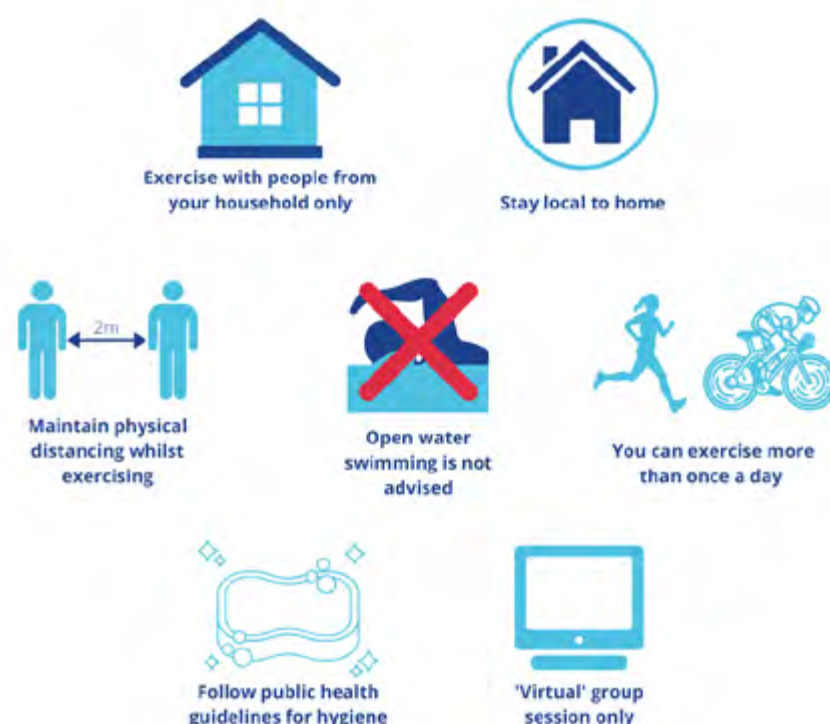 Exercise with people from
your household only
Stay local to home
2m
Maintain physical
distancing whilst
exercising
Open water
swimming is not
advised
You can exercise more
than once a day
Follow public health
guidelines for hygiene
'Virtual' group
session only